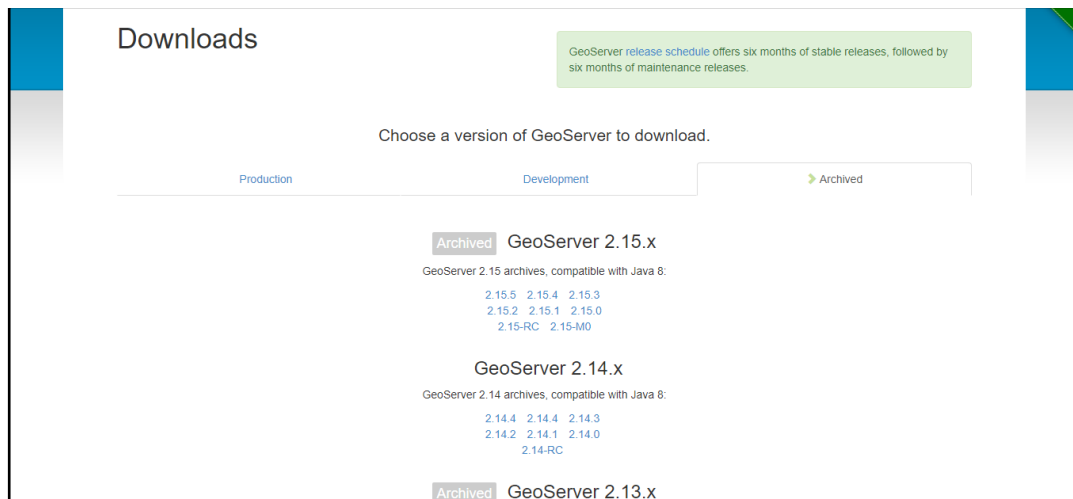 Downloads
GeoServer release schedule offers six months of stable releases, followed by
six months of maintenance releases.
Choose a version of GeoServer to download.
Production Development Archived
Archived GeoServer 2.15.x
GeoServer 2.15 archives, compatible with Java 8:
2.15.5 2.15.4 2.15.3
2.15.2 2.15.1 2.15.0
2.15-RC 2.15-M0
GeoServer 2.14.x
GeoServer 2.14 archives, compatible with Java 8:
2.14.4 2.14.4 2.14.3
2.14.2 2.14.1 2.14.0
2.14-RC
Archived GeoServer 2.13.x